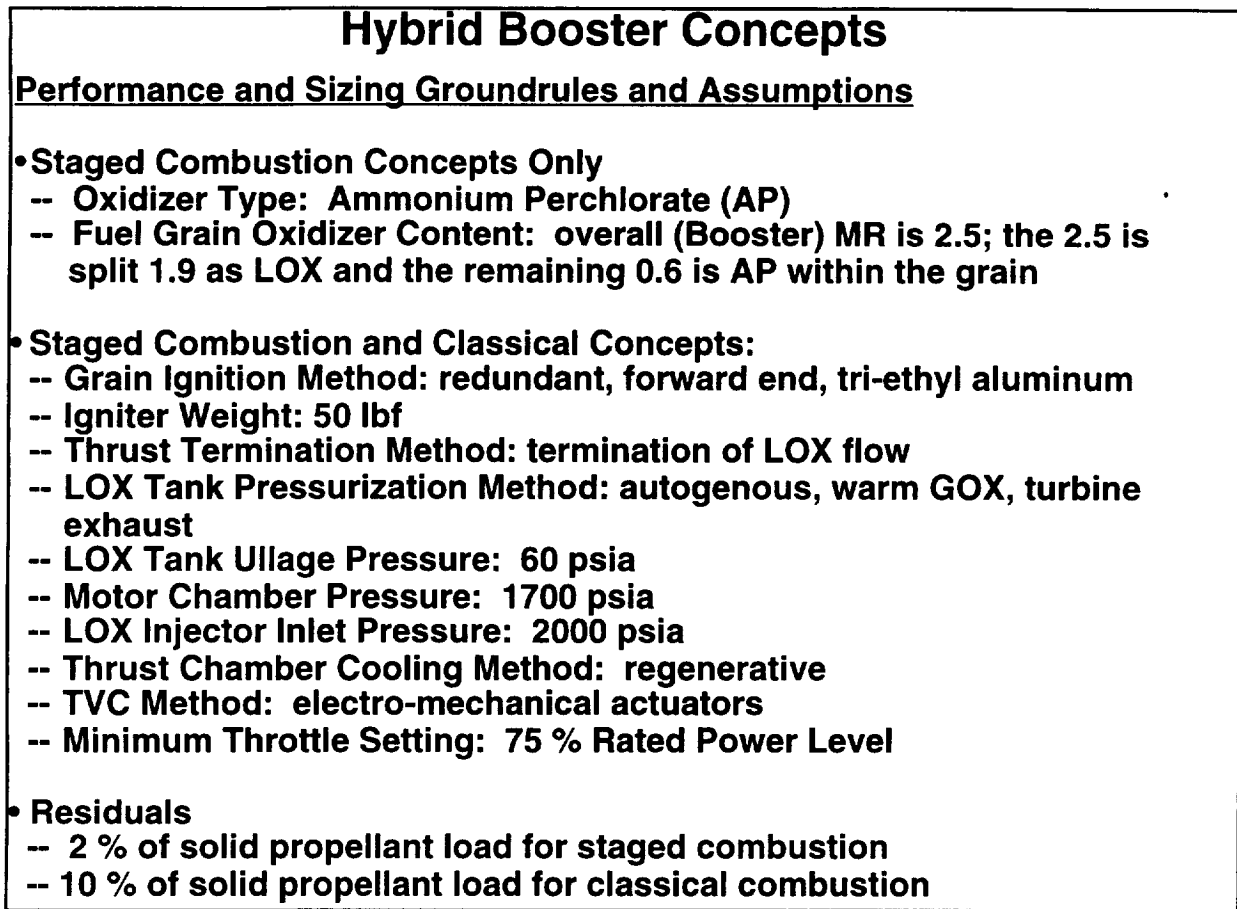 Hybrid Booster Concepts
Performance and Sizing Groundrules and Assumptions
•Staged Combustion Concepts Only
-- Oxidizer Type: Ammonium Perchlorate (AP)
-- Fuel Grain Oxidizer Content: overall (Booster) MR is 2.5; the 2.5 is
split 1.9 as LOX and the remaining 0.6 is AP within the grain
• Staged Combustion and Classical Concepts:
-- Grain Ignition Method: redundant, forward end, tri-ethyl aluminum
-- Igniter Weight: 50 lbf
-- Thrust Termination Method: termination of LOX flow
-- LOX Tank Pressurization Method: autogenous, warm GOX, turbine
exhaust
-- LOX Tank Ullage Pressure: 60 psia
-- Motor Chamber Pressure: 1700 psia
-- LOX Injector Inlet Pressure: 2000 psia
-- Thrust Chamber Cooling Method: regenerative
-- TVC Method: electro-mechanical actuators
-- Minimum Throttle Setting: 75 % Rated Power Level
• Residuals
-- 2 % of solid propellant load for staged combustion
-- 10 % of solid propellant load for classical combustion